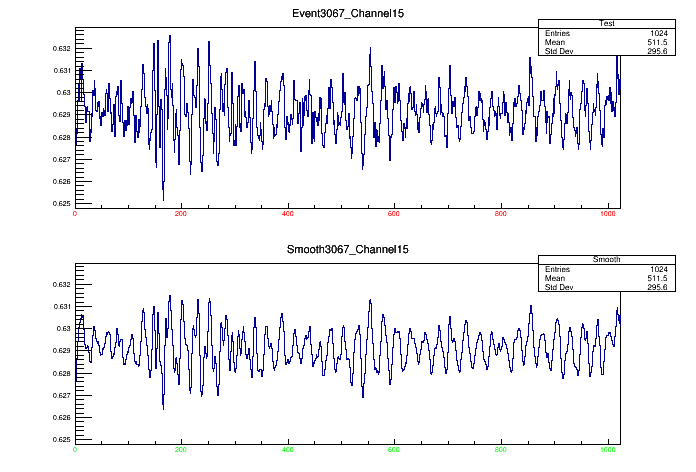 Event3067_Channel15
Test
Entries 1024
Mean 511.5
Std Dev 295.6
0.632
0.631
0.63
0.629
0.628
0.627
0.626
0.625
0 200 400 600 800 1000
Smooth3067_Channel15
Smooth
Entries 1024
Mean 511.5
Std Dev 295.6
0.632
0.631
0.63
0.629
0.628
0.627
0.626
0.625
0 200 400 600 800 1000